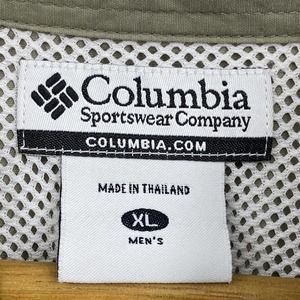 Columbia
Sportswear Company
COLUMBIA.COM
MADE IN THAILAND
XL
MEN'S